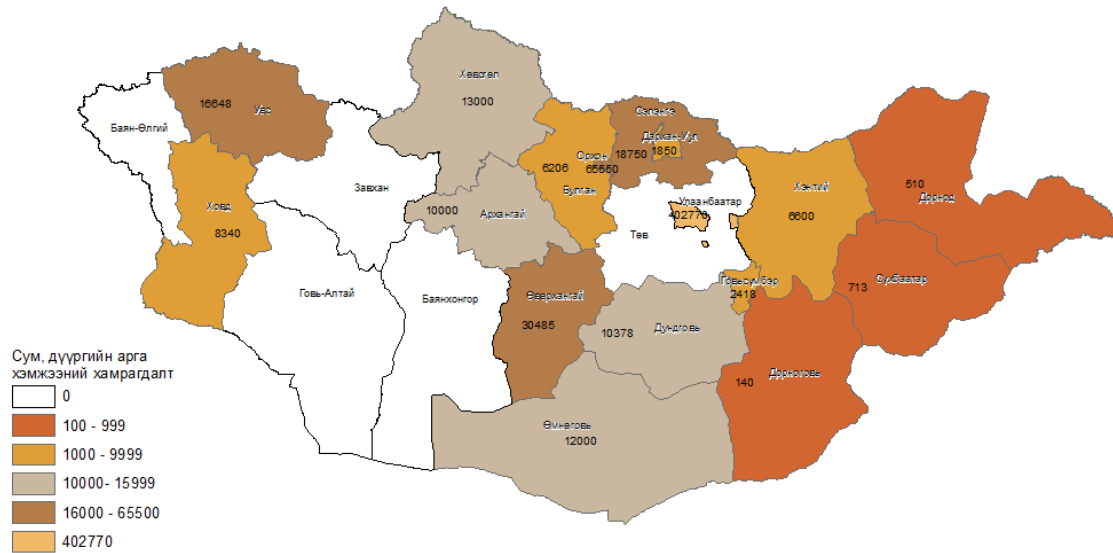 Хөвсгөл
13000
Увс
16648
Баян-Өлгий
Сэлэнгэ
Дархан-Уул
1850
18750
Орхон
65550
6206
Булган
Завхан
Ховд
8340
10000
Архангай
Улаанбаатар
402770
Төв
Хэнтий
6600
510
Дорнод
Говь-Алтай
Баянхонгор
Өвөрхангай
30485
Говьсүмбэр
2418
713
Сүхбаатар
10378
Дундговь
140
Дорноговь
Өмнөговь
12000
Сум, дүүргийн арга
хэмжээний хамрагдалт
0
100 - 999
1000 - 9999
10000- 15999
16000 - 65500
402770